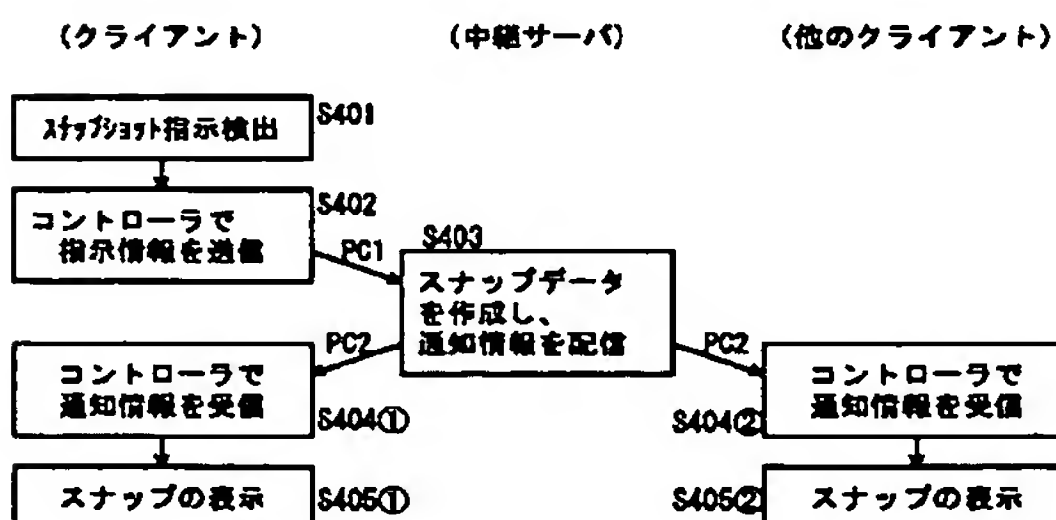 (クライアント)
(中継サーバ)
(他のクライアント)
ｽﾅｯﾌﾟｼｮｯﾄ指示検出
S401
コントローラで
指示情報を送信
S402
PC1
S403
スナップデータ
を作成し、
通知情報を配信
PC2
PC2
コントローラで
通知情報を受信
S404①
S404②
コントローラで
通知情報を受信
スナップの表示
S405①
S405②
スナップの表示